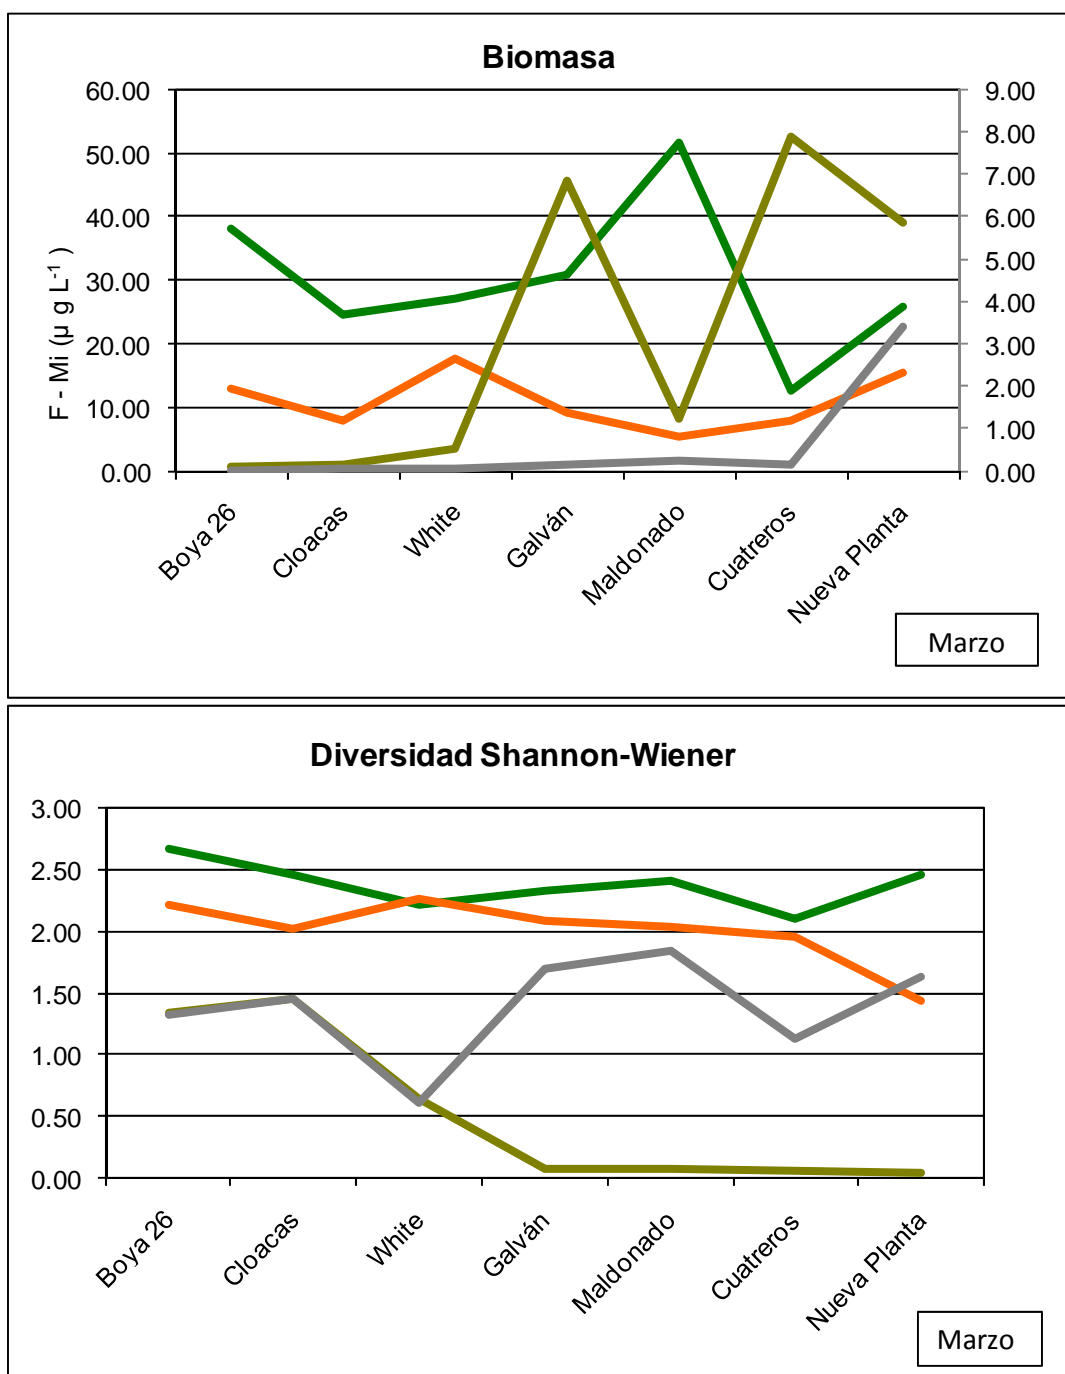 Biomasa
60.00
50.00
40.00
30.00
20.00
10.00
0.00
F - Mi (µ g L⁻¹ )
9.00
8.00
7.00
6.00
5.00
4.00
3.00
2.00
1.00
0.00
Boya 26
Cloacas
White
Galván
Maldonado
Cuatreros
Nueva Planta
Marzo
Diversidad Shannon-Wiener
3.00
2.50
2.00
1.50
1.00
0.50
0.00
Boya 26
Cloacas
White
Galván
Maldonado
Cuatreros
Nueva Planta
Marzo